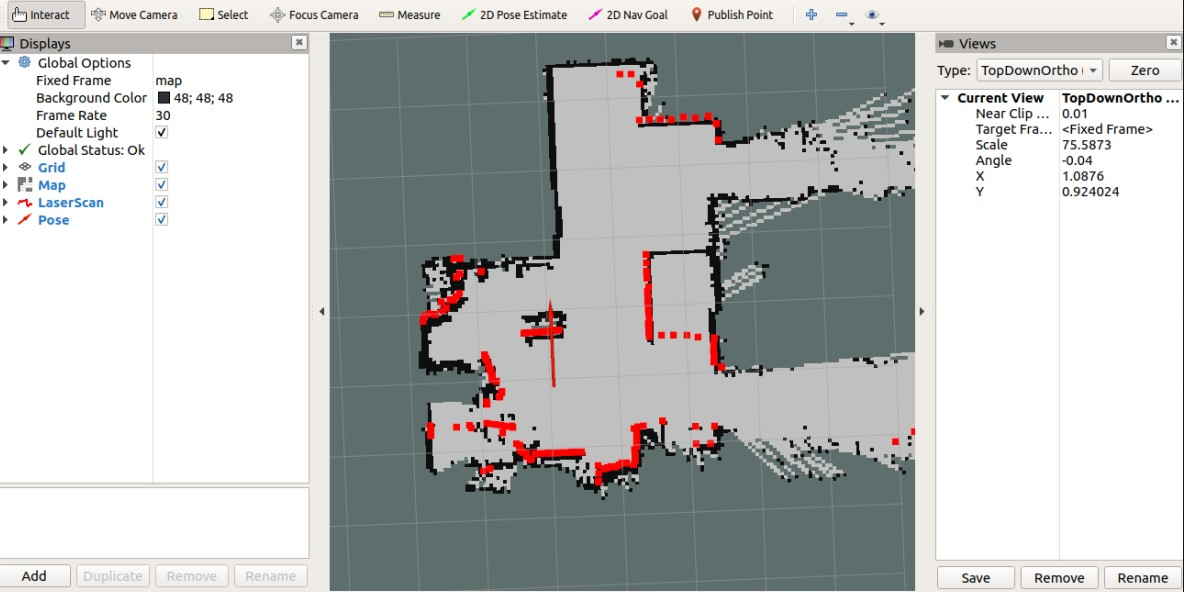 Interact Move Camera Select Focus Camera Measure 2D Pose Estimate 2D Nav Goal Publish Point
Displays
Global Options
Fixed Frame map
Background Color 48; 48; 48
Frame Rate 30
Default Light
Global Status: Ok
Grid
Map
LaserScan
Pose
Add Duplicate Remove Rename
Views
Type: TopDownOrtho ( Zero
Current View TopDownOrtho ...
Near Clip ... 0.01
Target Fra... <Fixed Frame>
Scale 75.5873
Angle -0.04
X 1.0876
Y 0.924024
Save Remove Rename